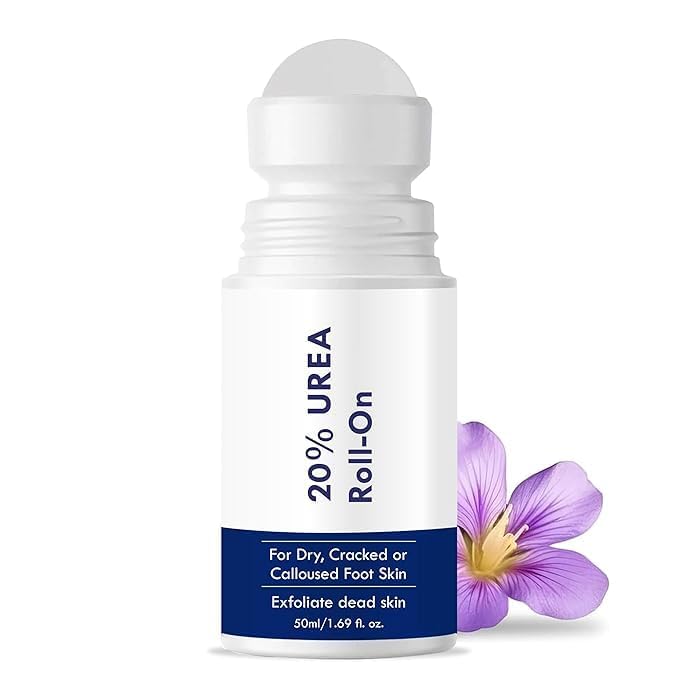 20% UREA
Roll-On
For Dry, Cracked or
Calloused Foot Skin
Exfoliate dead skin
50ml/1.69 fl. oz.